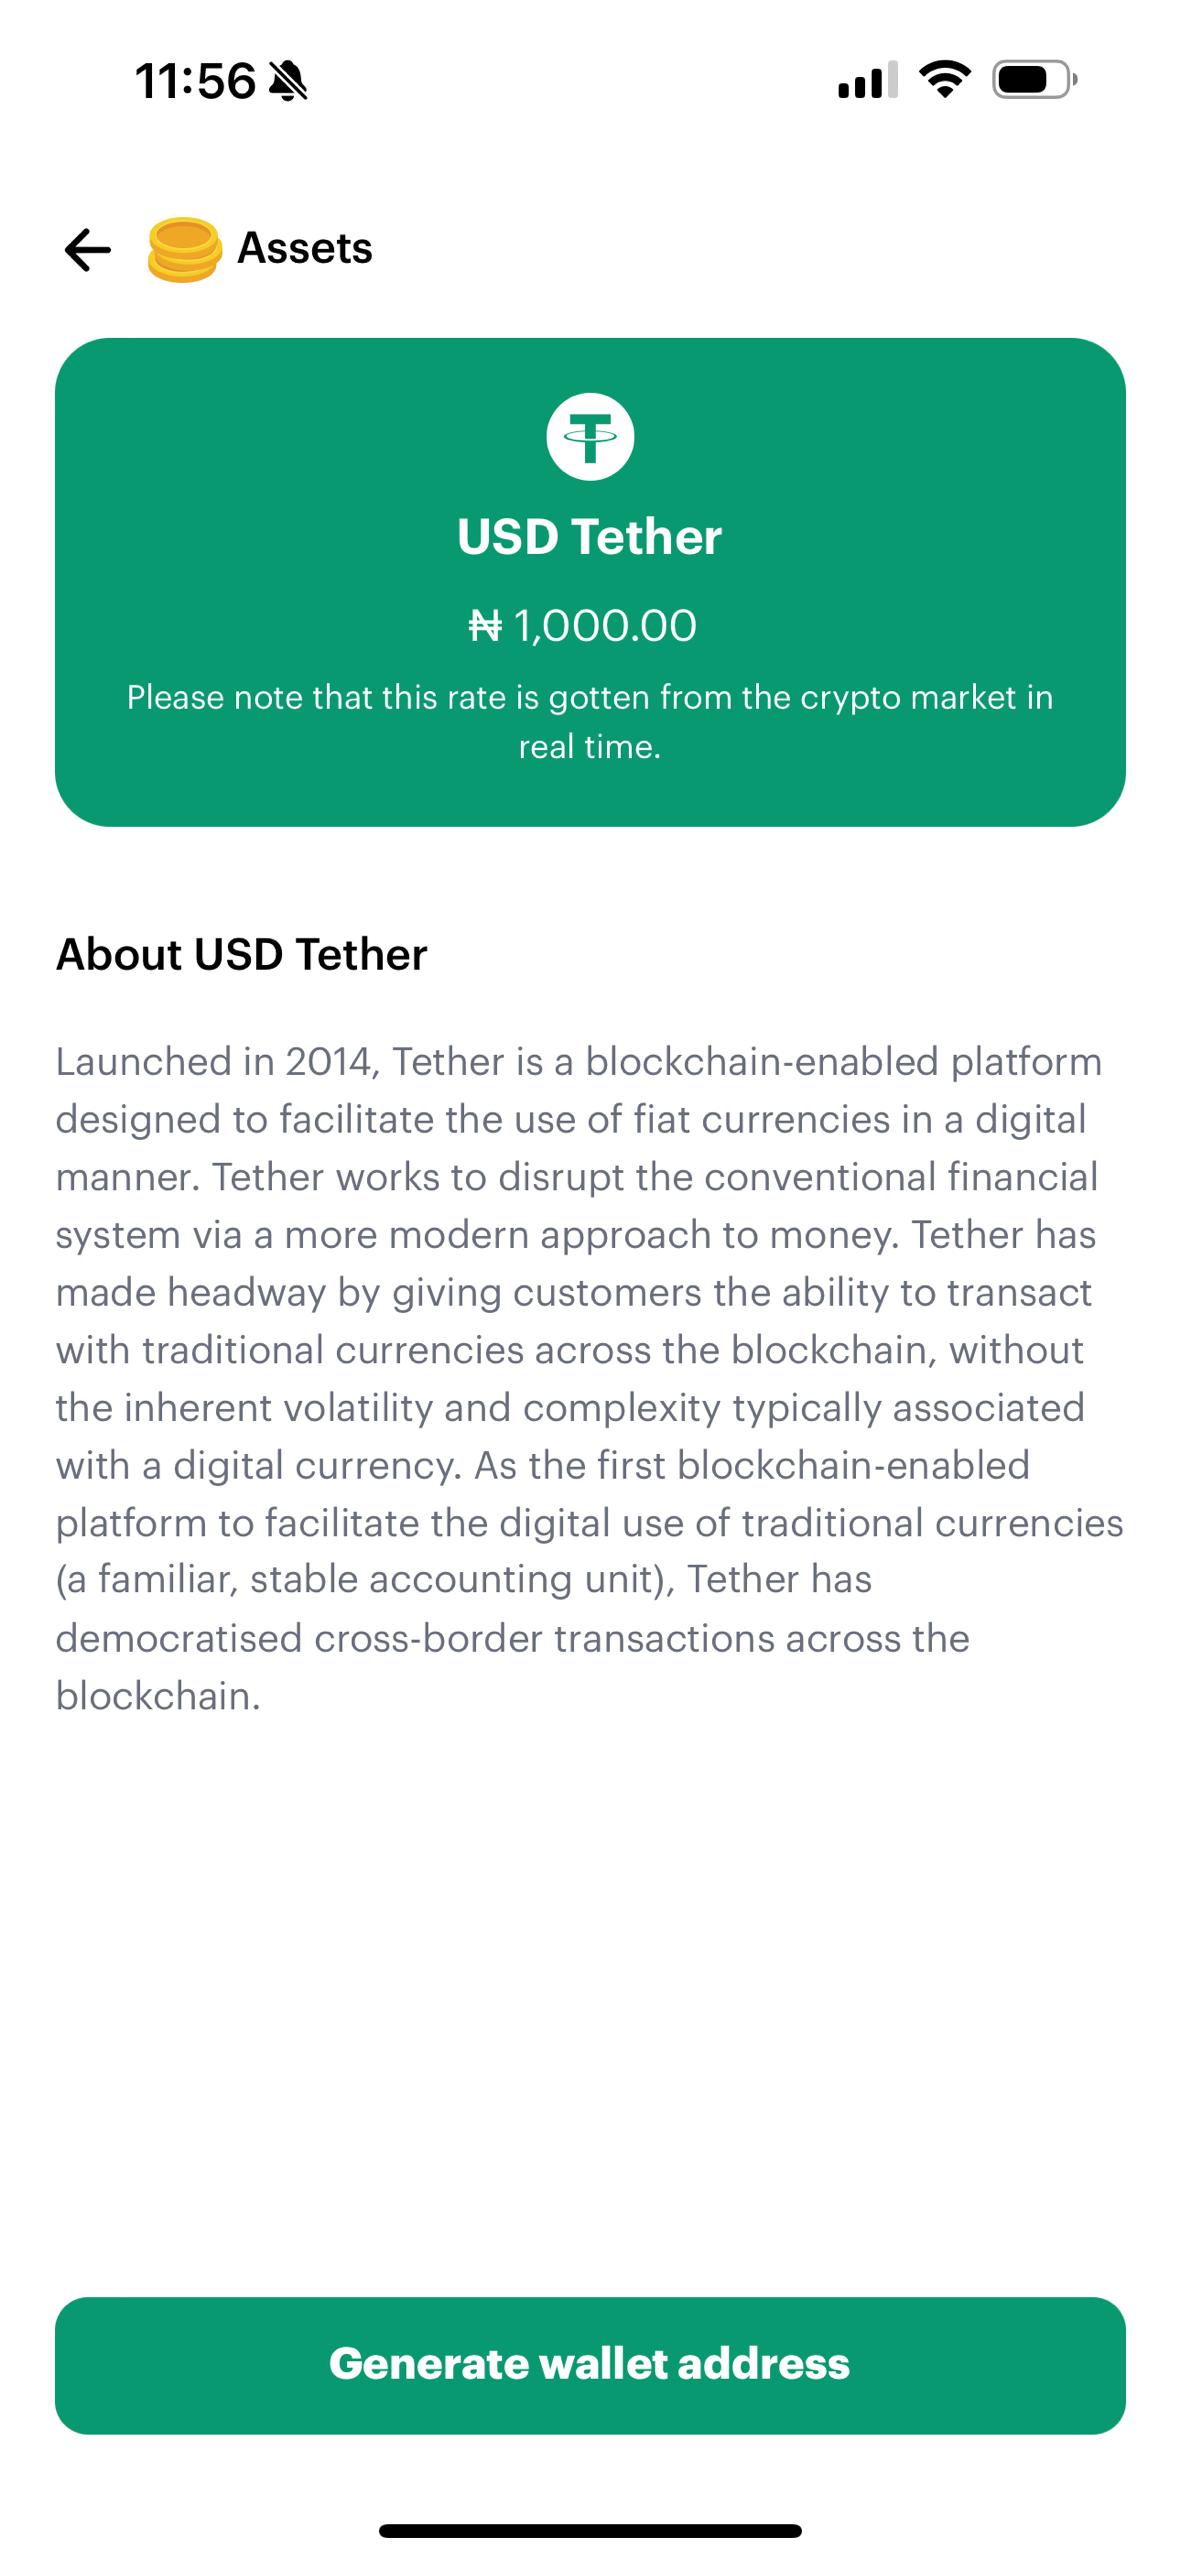 11:56
Assets
USD Tether
₦ 1,000.00
Please note that this rate is gotten from the crypto market in
real time.
About USD Tether
Launched in 2014, Tether is a blockchain-enabled platform
designed to facilitate the use of fiat currencies in a digital
manner. Tether works to disrupt the conventional financial
system via a more modern approach to money. Tether has
made headway by giving customers the ability to transact
with traditional currencies across the blockchain, without
the inherent volatility and complexity typically associated
with a digital currency. As the first blockchain-enabled
platform to facilitate the digital use of traditional currencies
(a familiar, stable accounting unit), Tether has
democratised cross-border transactions across the
blockchain.
Generate wallet address